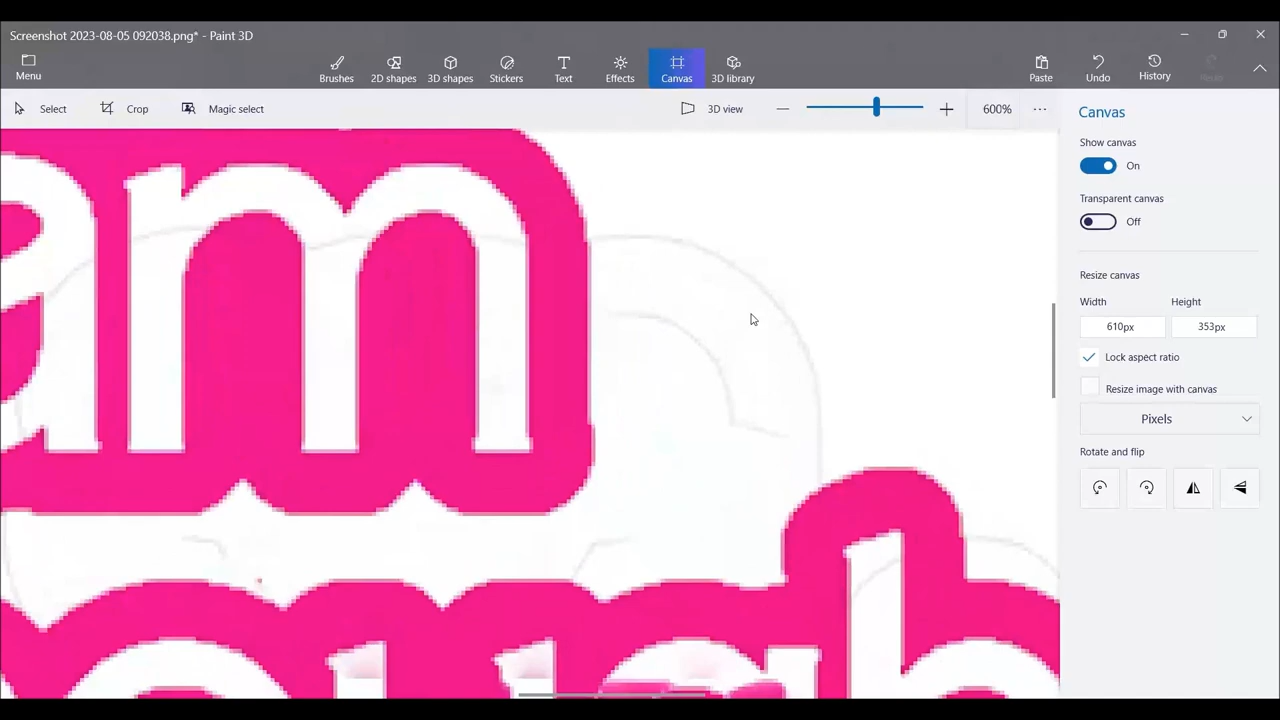 Screenshot 2023-08-05 092038.png* - Paint 3D
Menu
Brushes
2D shapes
3D shapes
Stickers
Text
Effects
Canvas
3D library
Paste
Undo
History
Redo
Select
Crop
Magic select
3D view
600%
Canvas
Show canvas
On
Transparent canvas
Off
Resize canvas
Width Height
610px 353px
Lock aspect ratio
Resize image with canvas
Pixels
Rotate and flip
am